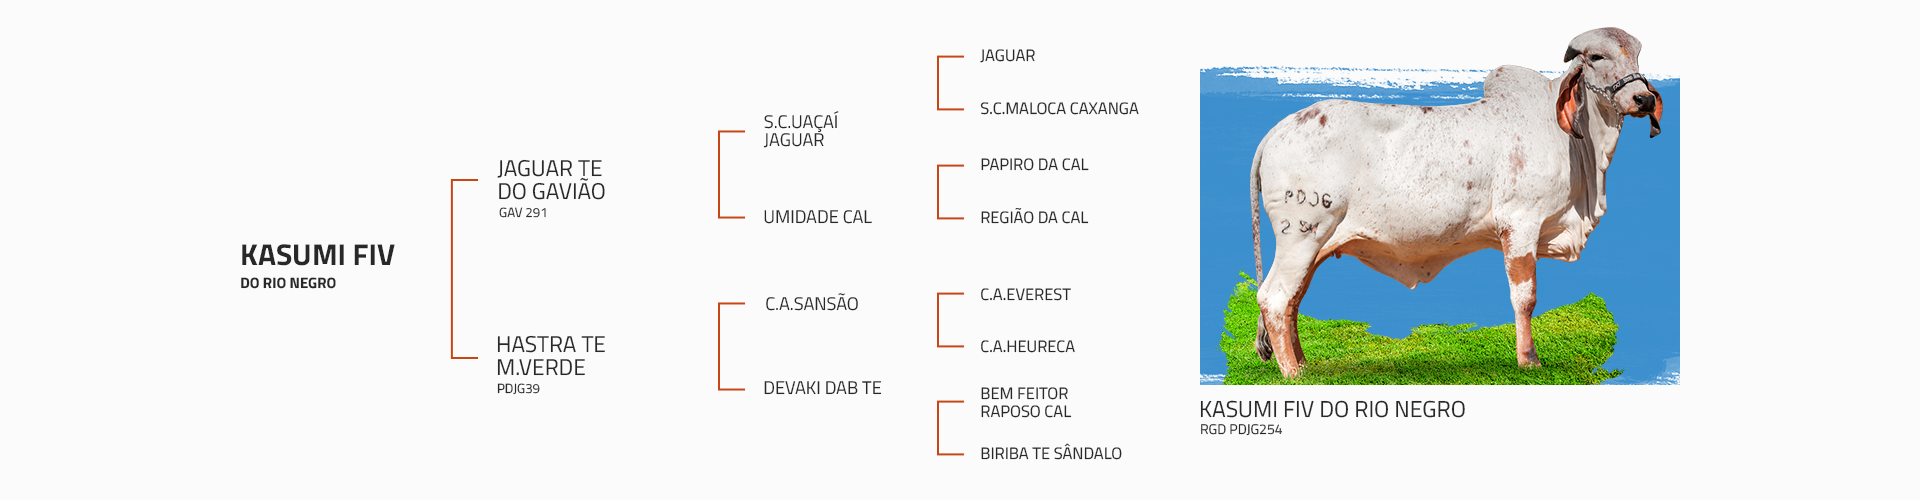 KASUMI FIV
DO RIO NEGRO
JAGUAR TE
DO GAVIÃO
GAV 291
HASTRA TE
M.VERDE
PDJG39
S.C.UAÇAÍ
JAGUAR
UMIDADE CAL
C.A.SANSÃO
DEVAKI DAB TE
JAGUAR
S.C.MALOCA CAXANGA
PAPIRO DA CAL
REGIÃO DA CAL
C.A.EVEREST
C.A.HEURECA
BEM FEITOR
RAPOSO CAL
BIRIBA TE SÂNDALO
PDJG
KASUMI FIV DO RIO NEGRO
RGD PDJG254